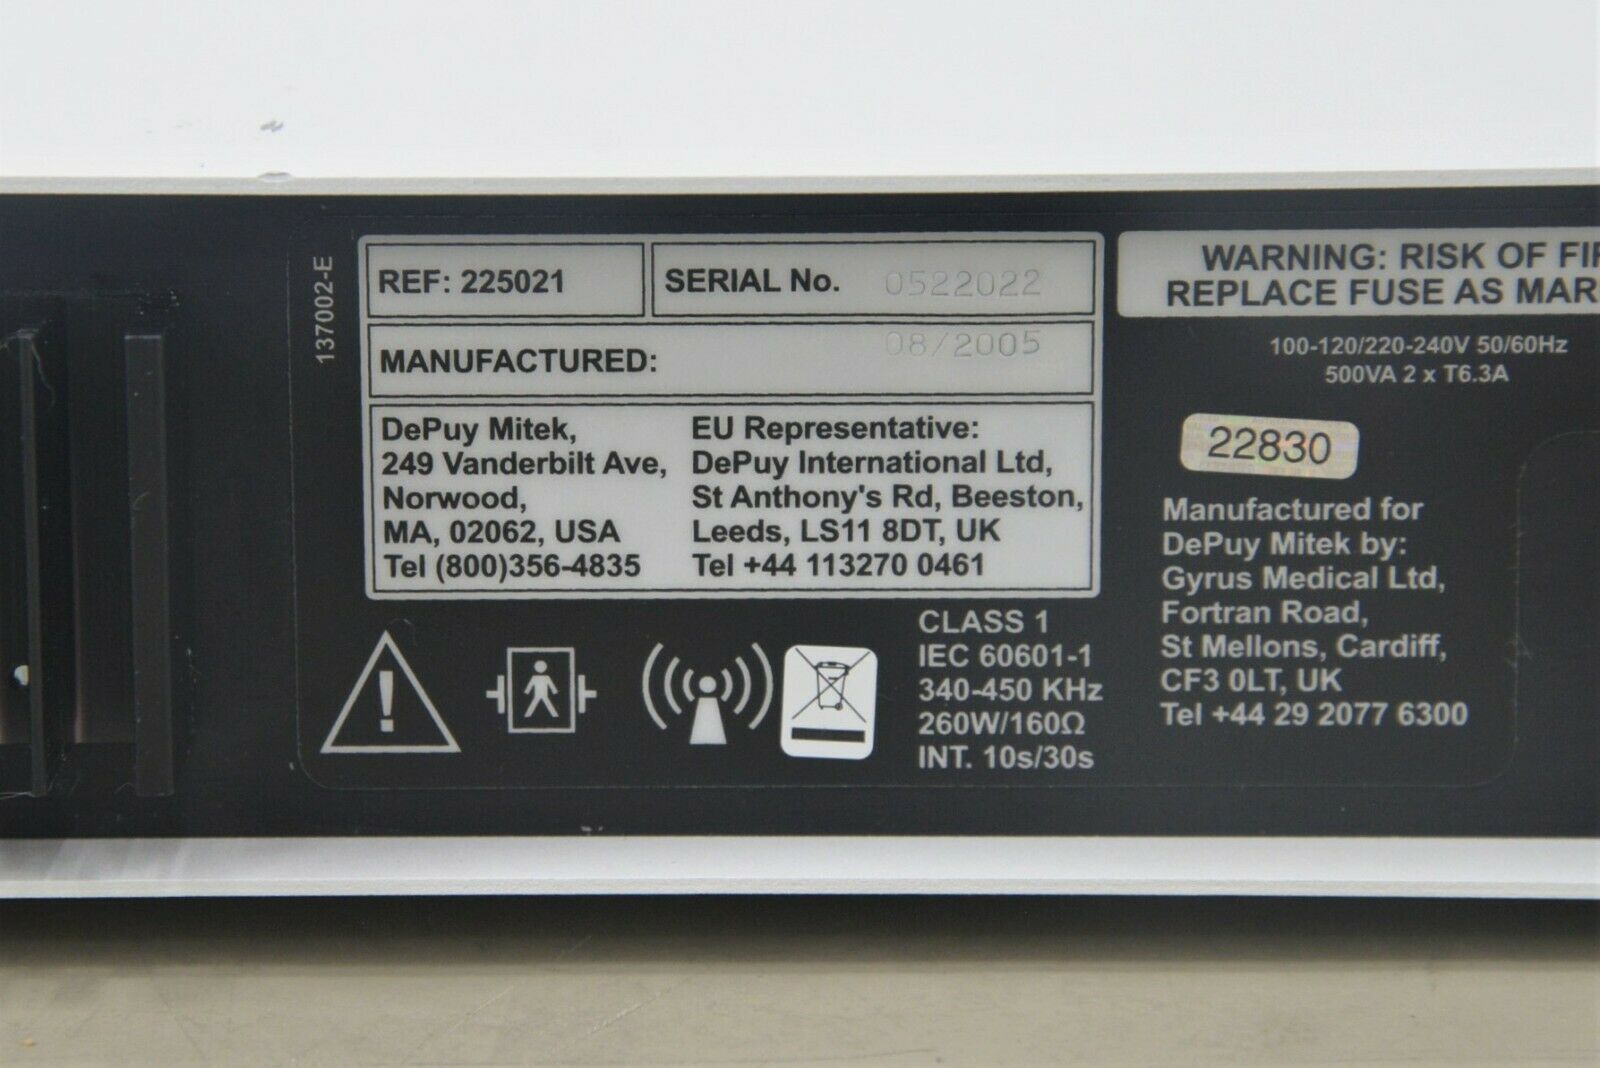 137002-E
REF: 225021
SERIAL No. 0522022
MANUFACTURED: 08/2005
DePuy Mitek,
249 Vanderbilt Ave,
Norwood,
MA, 02062, USA
Tel (800)356-4835
EU Representative:
DePuy International Ltd,
St Anthony's Rd, Beeston,
Leeds, LS11 8DT, UK
Tel +44 113270 0461
CLASS 1
IEC 60601-1
340-450 KHz
260W/160Ω
INT. 10s/30s
WARNING: RISK OF
REPLACE FUSE AS
100-120/220-240V 50/60Hz
500VA 2 x T6.3A
22830
Manufactured for
DePuy Mitek by:
Gyrus Medical Ltd,
Fortran Road,
St Mellons, Cardiff,
CF3 0LT, UK
Tel +44 29 2077 6300